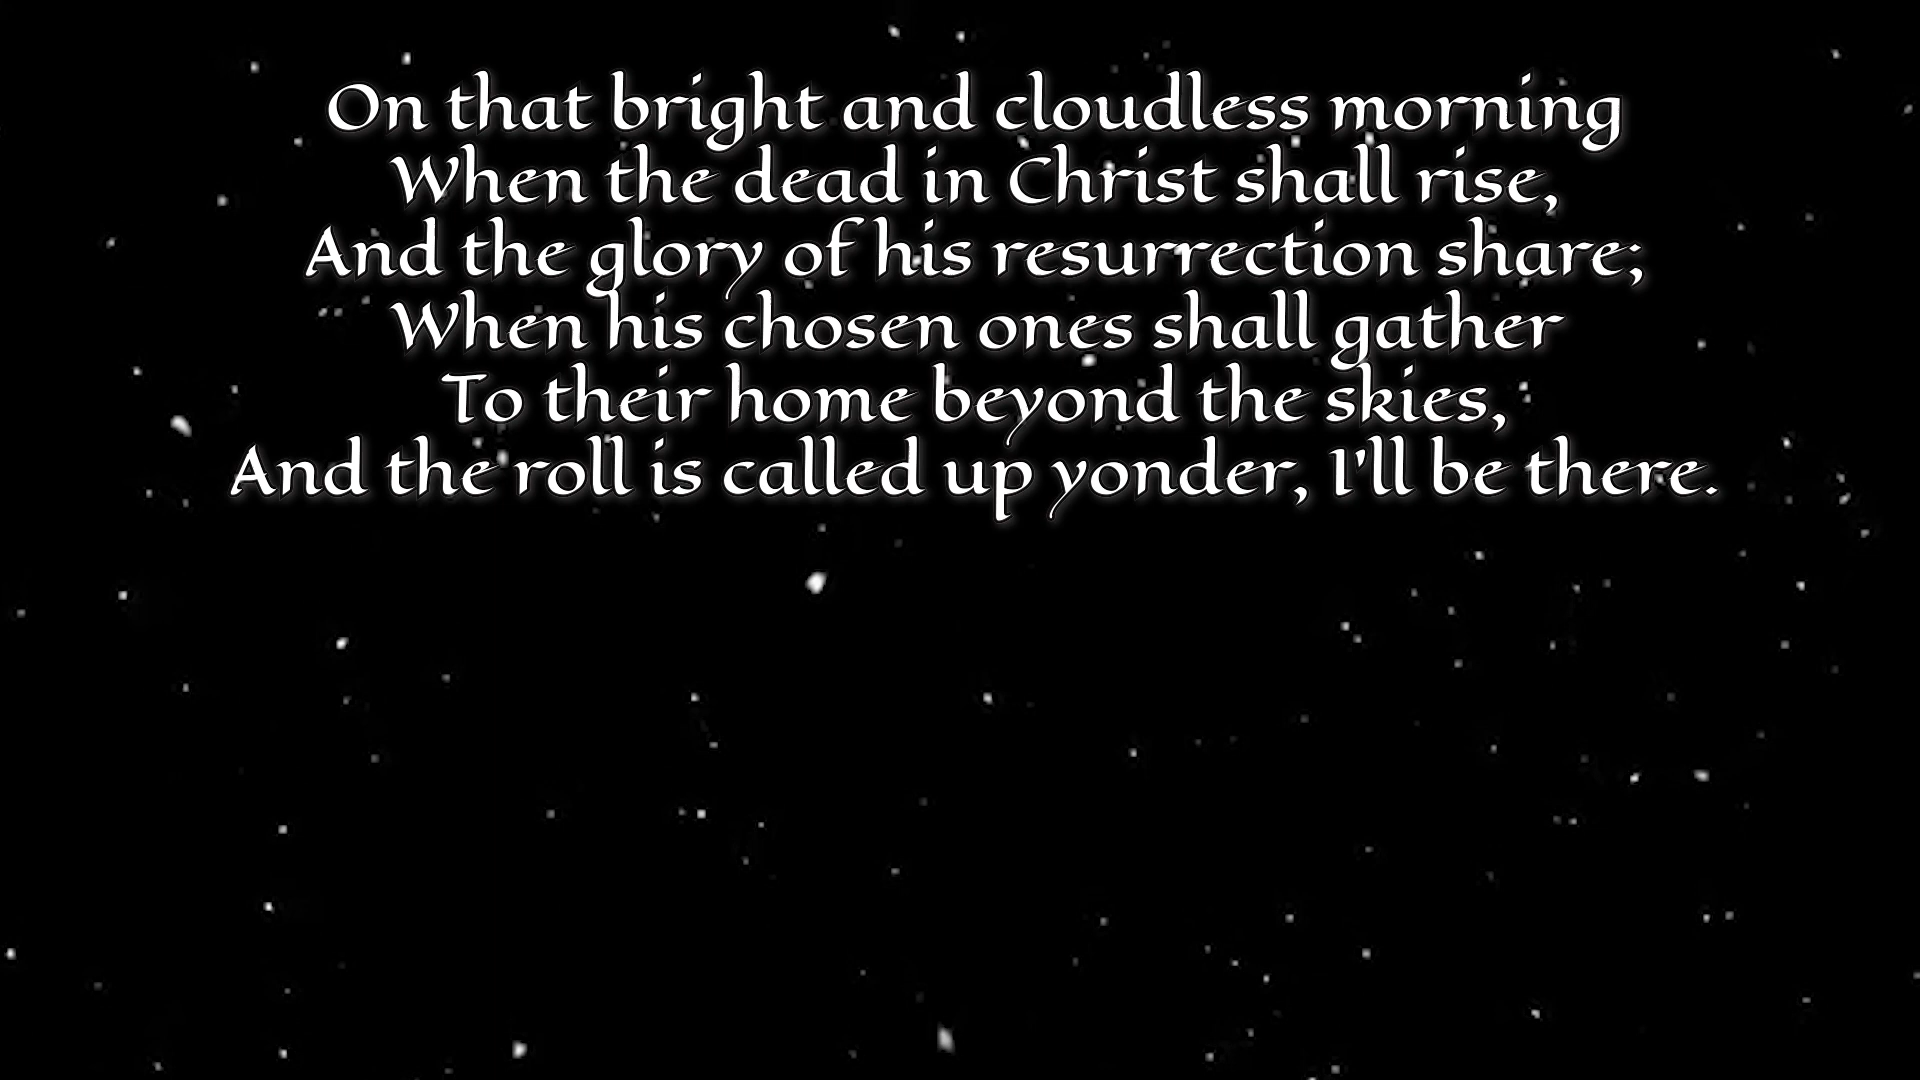 On that bright and cloudless morning
When the dead in Christ shall rise,
And the glory of his resurrection share;
When his chosen ones shall gather
To their home beyond the skies,
And the roll is called up yonder, I'll be there.